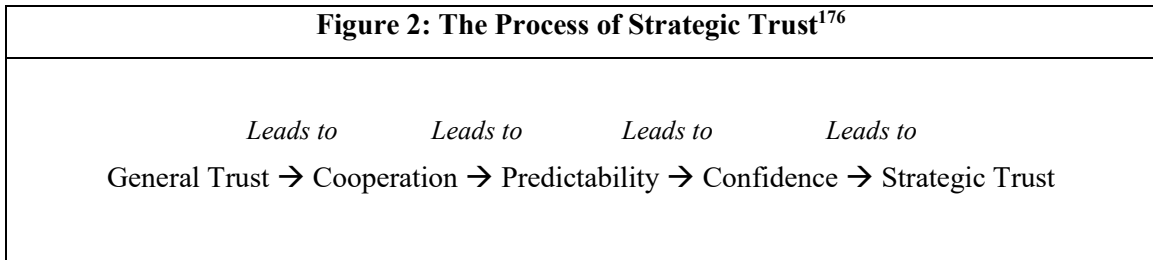 Figure 2: The Process of Strategic Trust176
Leads to Leads to Leads to Leads to
General Trust → Cooperation → Predictability → Confidence → Strategic Trust